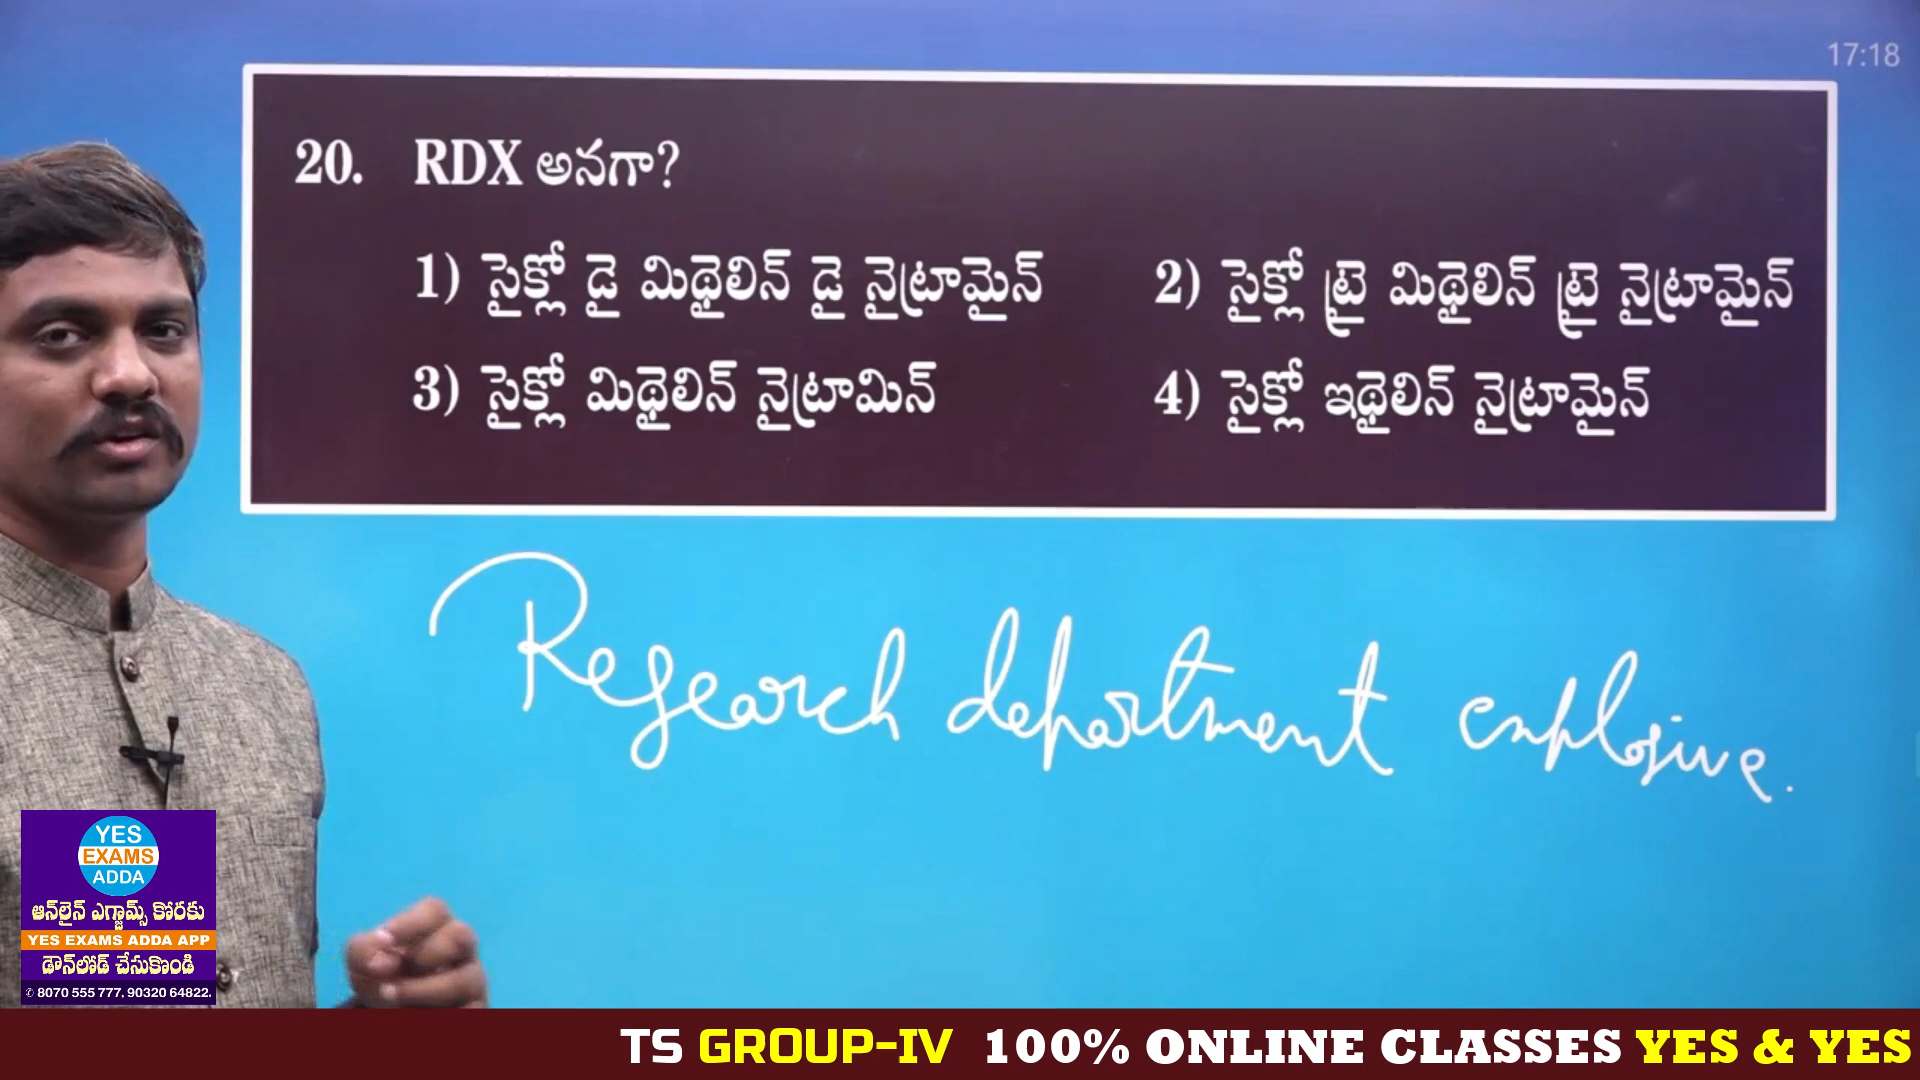 17:18
20. RDX అనగా?
1) సైక్లో డై మిథైలిన్ డై నైట్రామైన్
2) సైక్లో ట్రై మిథైలిన్ ట్రై నైట్రామైన్
3) సైక్లో మిథైలిన్ నైట్రామిన్
4) సైక్లో ఇథైలిన్ నైట్రామైన్
Research department explosive.
YES
EXAMS
ADDA
ఆన్‌లైన్ ఎగ్జామ్స్ కోరకు
YES EXAMS ADDA APP
డౌన్‌లోడ్ చేసుకొండి
✆ 8070 555 777, 90320 64822.
TS GROUP-IV 100% ONLINE CLASSES YES & YES